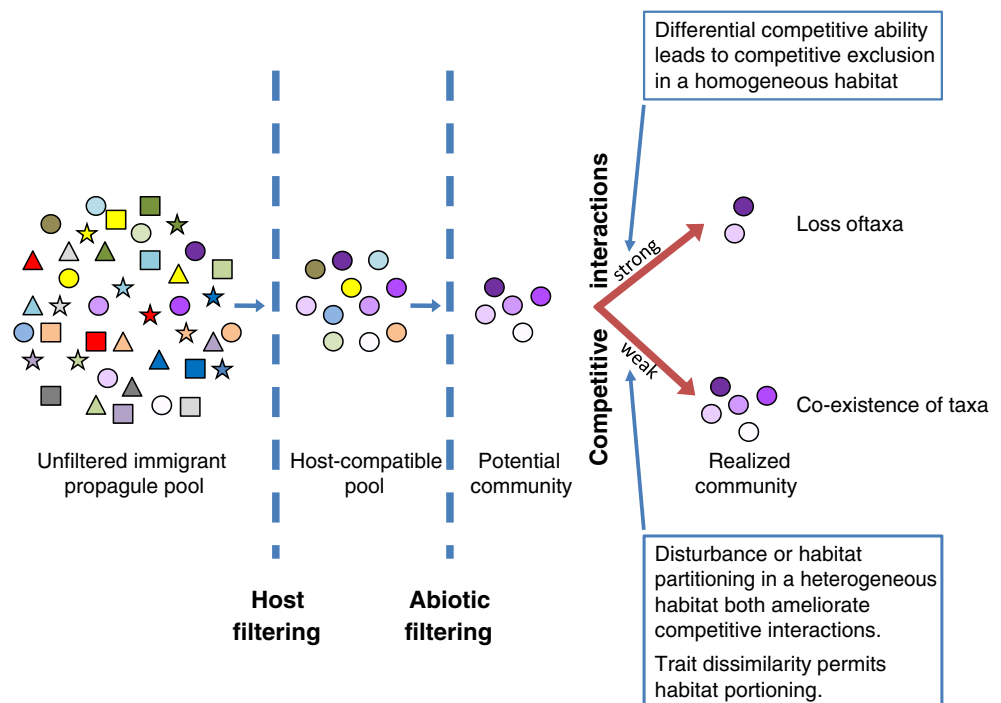 Differential competitive ability
leads to competitive exclusion
in a homogeneous habitat
Competitive interactions
strong
weak
Loss oftaxa
Co-existence of taxa
Unfiltered immigrant
propagule pool
Host-compatible
pool
Potential
community
Realized
community
Host
filtering
Abiotic
filtering
Disturbance or habitat
partitioning in a heterogeneous
habitat both ameliorate
competitive interactions.
Trait dissimilarity permits
habitat portioning.